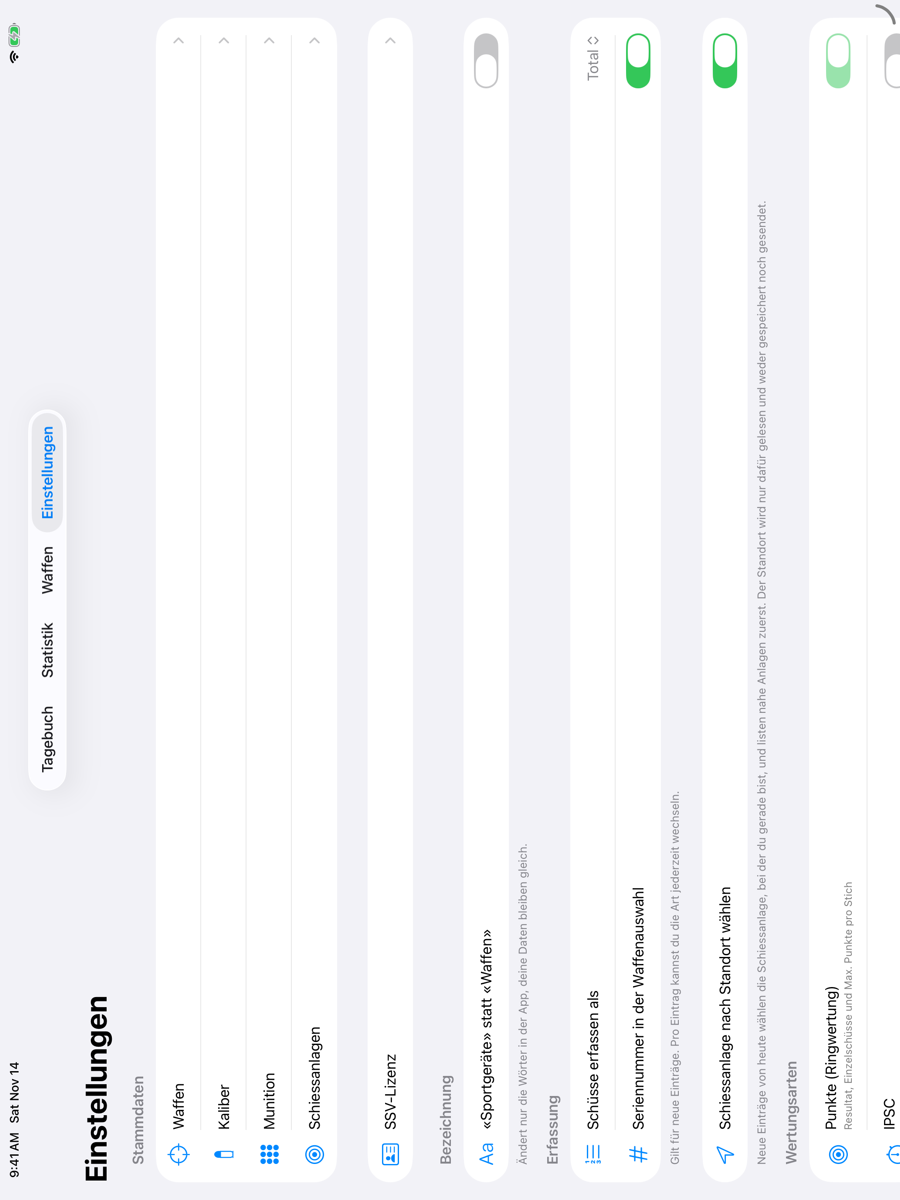 9:41 AM Sat Nov 14
Tagebuch Statistik Waffen Einstellungen
Einstellungen
Stammdaten
Waffen
Kaliber
Munition
Schiessanlagen
SSV-Lizenz
Bezeichnung
Aa «Sportgeräte» statt «Waffen»
Ändert nur die Wörter in der App, deine Daten bleiben gleich.
Erfassung
Schüsse erfassen als Total
# Seriennummer in der Waffenauswahl
Gilt für neue Einträge. Pro Eintrag kannst du die Art jederzeit wechseln.
Schiessanlage nach Standort wählen
Neue Einträge von heute wählen die Schiessanlage, bei der du gerade bist, und listen nahe Anlagen zuerst. Der Standort wird nur dafür gelesen und weder gespeichert noch gesendet.
Wertungsarten
Punkte (Ringwertung)
Resultat, Einzelschüsse und Max. Punkte pro Stich
IPSC